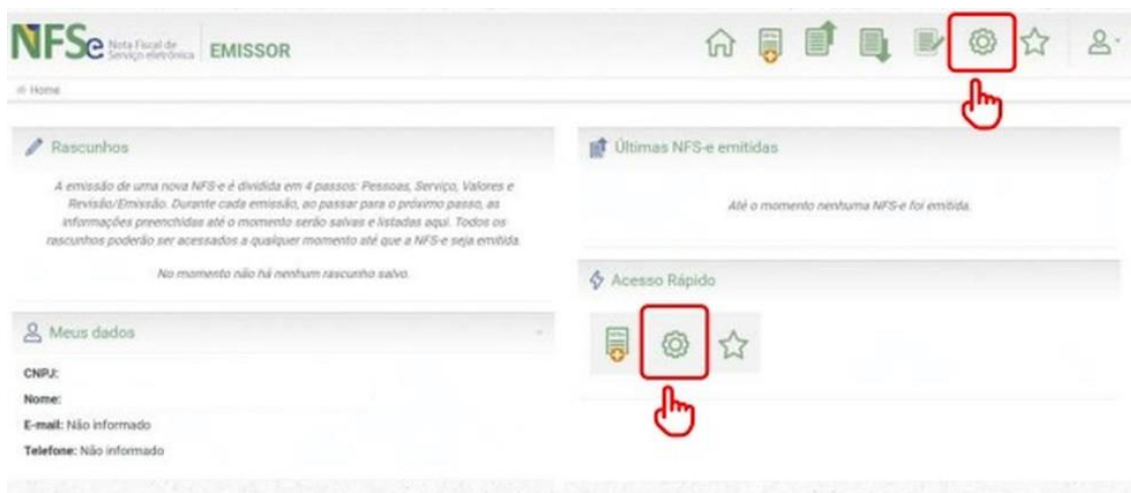 NFSe Nota Fiscal de
Serviço eletrônica
EMISSOR
Home
Rascunhos
A emissão de uma nova NFS-e é dividida em 4 passos: Pessoas, Serviço, Valores e
Revisão/Emissão. Durante cada emissão, ao passar para o próximo passo, as
informações preenchidas até o momento serão salvas e listadas aqui. Todos os
rascunhos poderão ser acessados a qualquer momento até que a NFS-e seja emitida.
No momento não há nenhum rascunho salvo.
Meus dados
CNPJ:
Nome:
E-mail: Não informado
Telefone: Não informado
Últimas NFS-e emitidas
Até o momento nenhuma NFS-e foi emitida.
Acesso Rápido